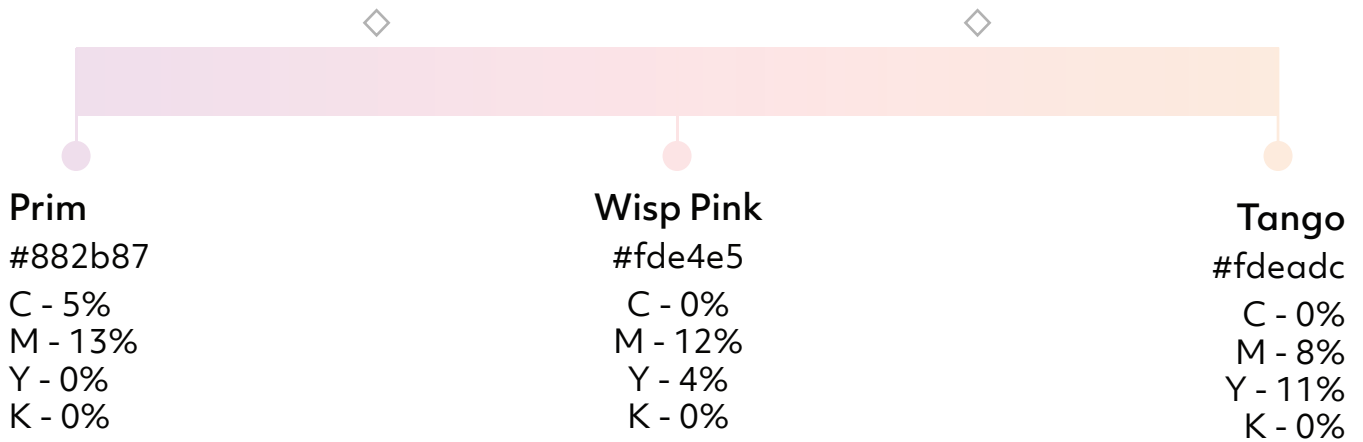 Prim
#882b87
C - 5%
M - 13%
Y - 0%
K - 0%
Wisp Pink
#fde4e5
C - 0%
M - 12%
Y - 4%
K - 0%
Tango
#fdeadc
C - 0%
M - 8%
Y - 11%
K - 0%